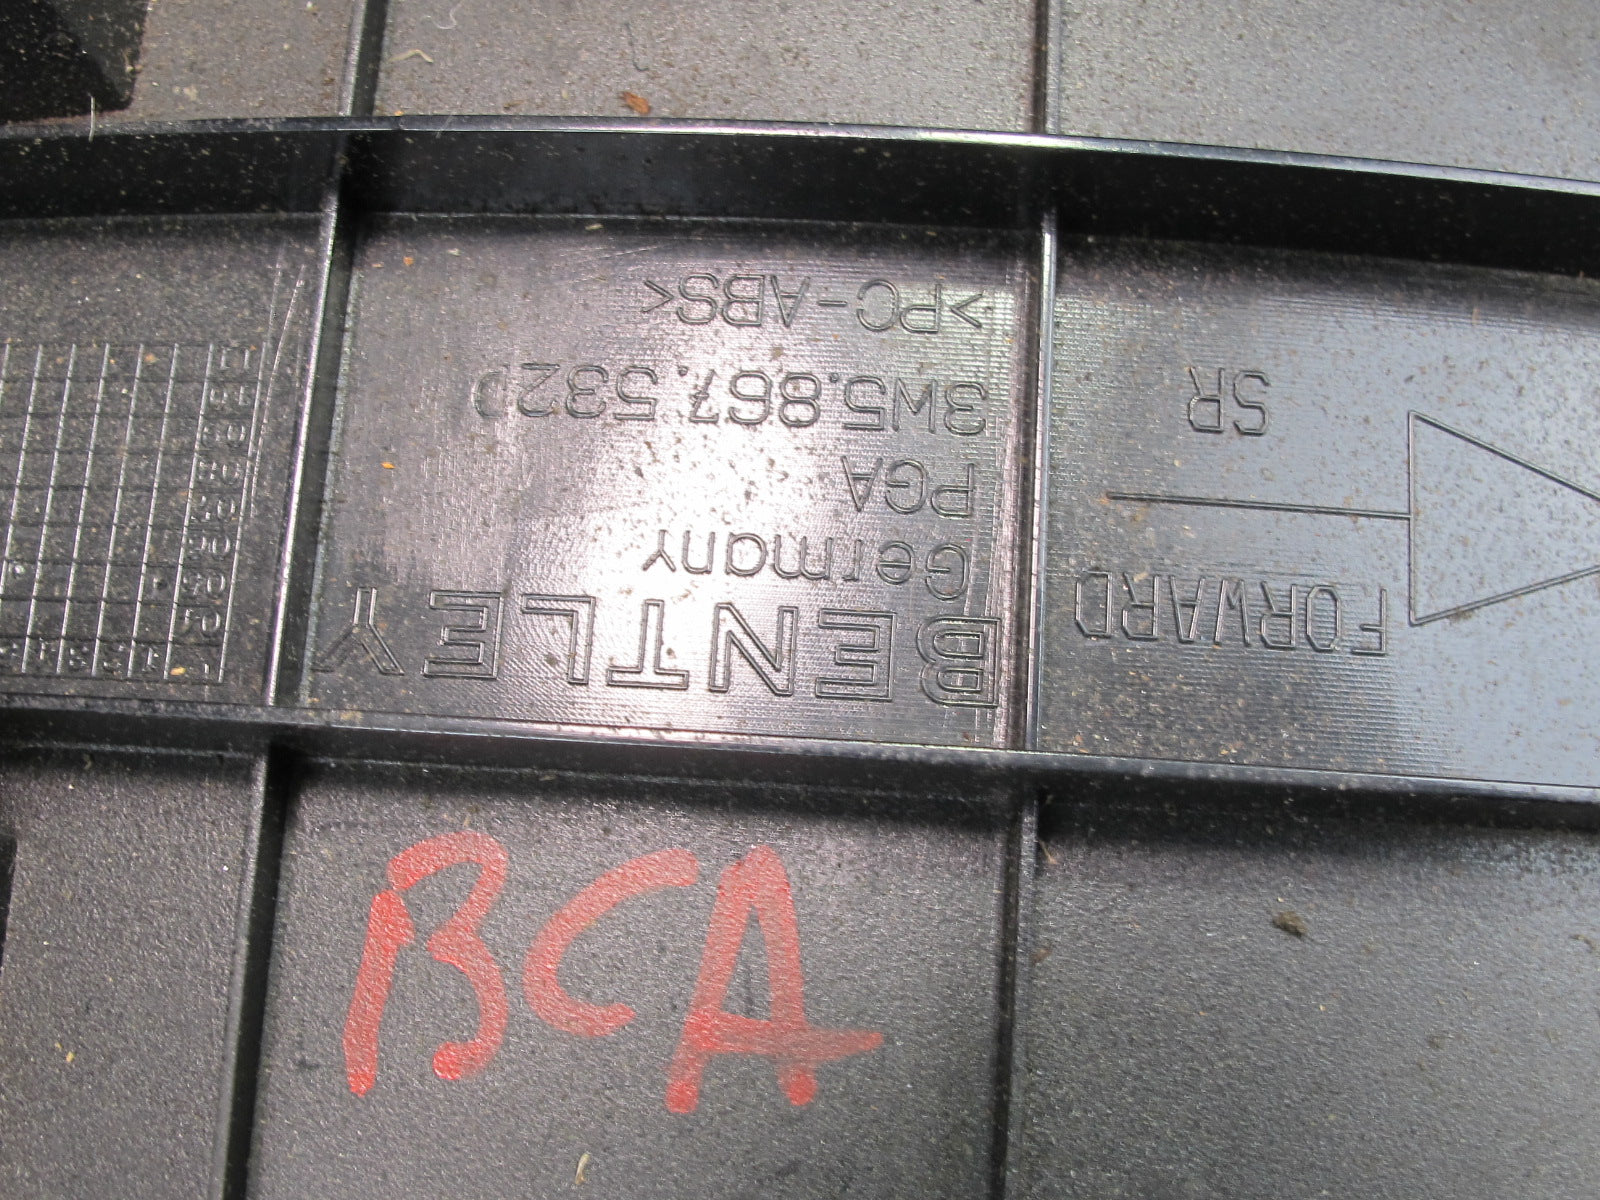 BENTLEY
Germany
PGA
3W5.867.532D
>PC-ABS<
FORWARD
SR
BCA